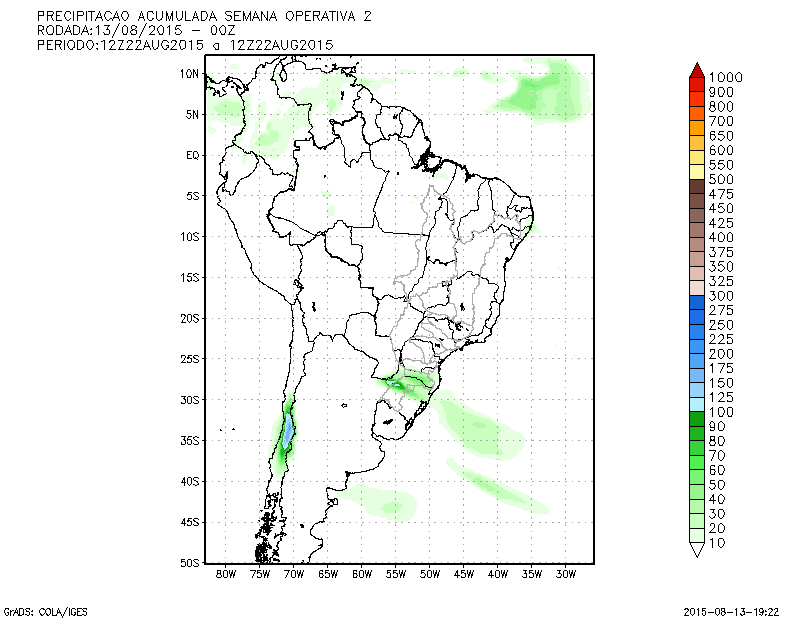 PRECIPITACAO ACUMULADA SEMANA OPERATIVA 2
RODADA:13/08/2015 - 00Z
PERIODO:12Z22AUG2015 a 12Z22AUG2015
10N
5N
EQ
5S
10S
15S
20S
25S
30S
35S
40S
45S
50S
80W 75W 70W 65W 60W 55W 50W 45W 40W 35W 30W
1000
900
800
700
650
600
550
500
475
450
425
400
375
350
325
300
275
250
225
200
175
150
125
100
90
80
70
60
50
40
30
20
10
GrADS: COLA/IGES
2015-08-13-19:22